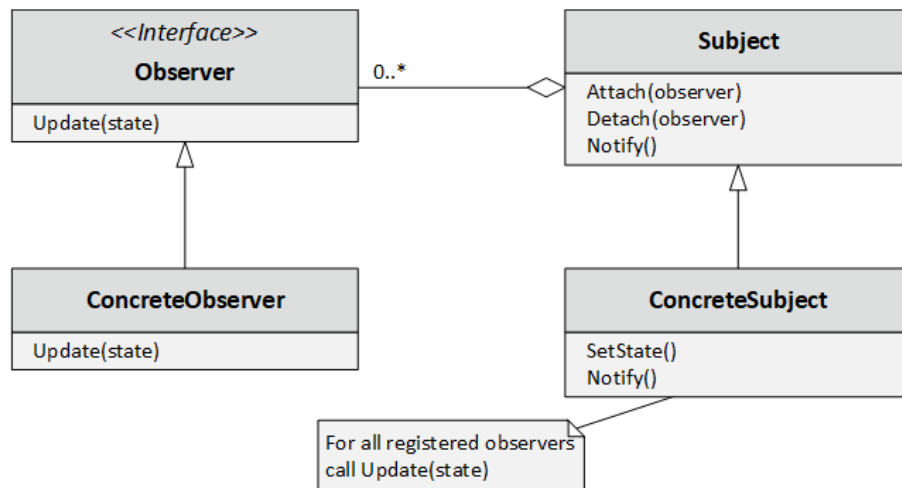 <<Interface>>
Observer
Update(state)
0..*
Subject
Attach(observer)
Detach(observer)
Notify()
ConcreteObserver
Update(state)
ConcreteSubject
SetState()
Notify()
For all registered observers
call Update(state)